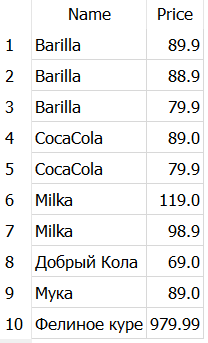 Name Price
1 Barilla 89.9
2 Barilla 88.9
3 Barilla 79.9
4 CocaCola 89.0
5 CocaCola 79.9
6 Milka 119.0
7 Milka 98.9
8 Добрый Кола 69.0
9 Мука 89.0
10 Фелиное куре 979.99